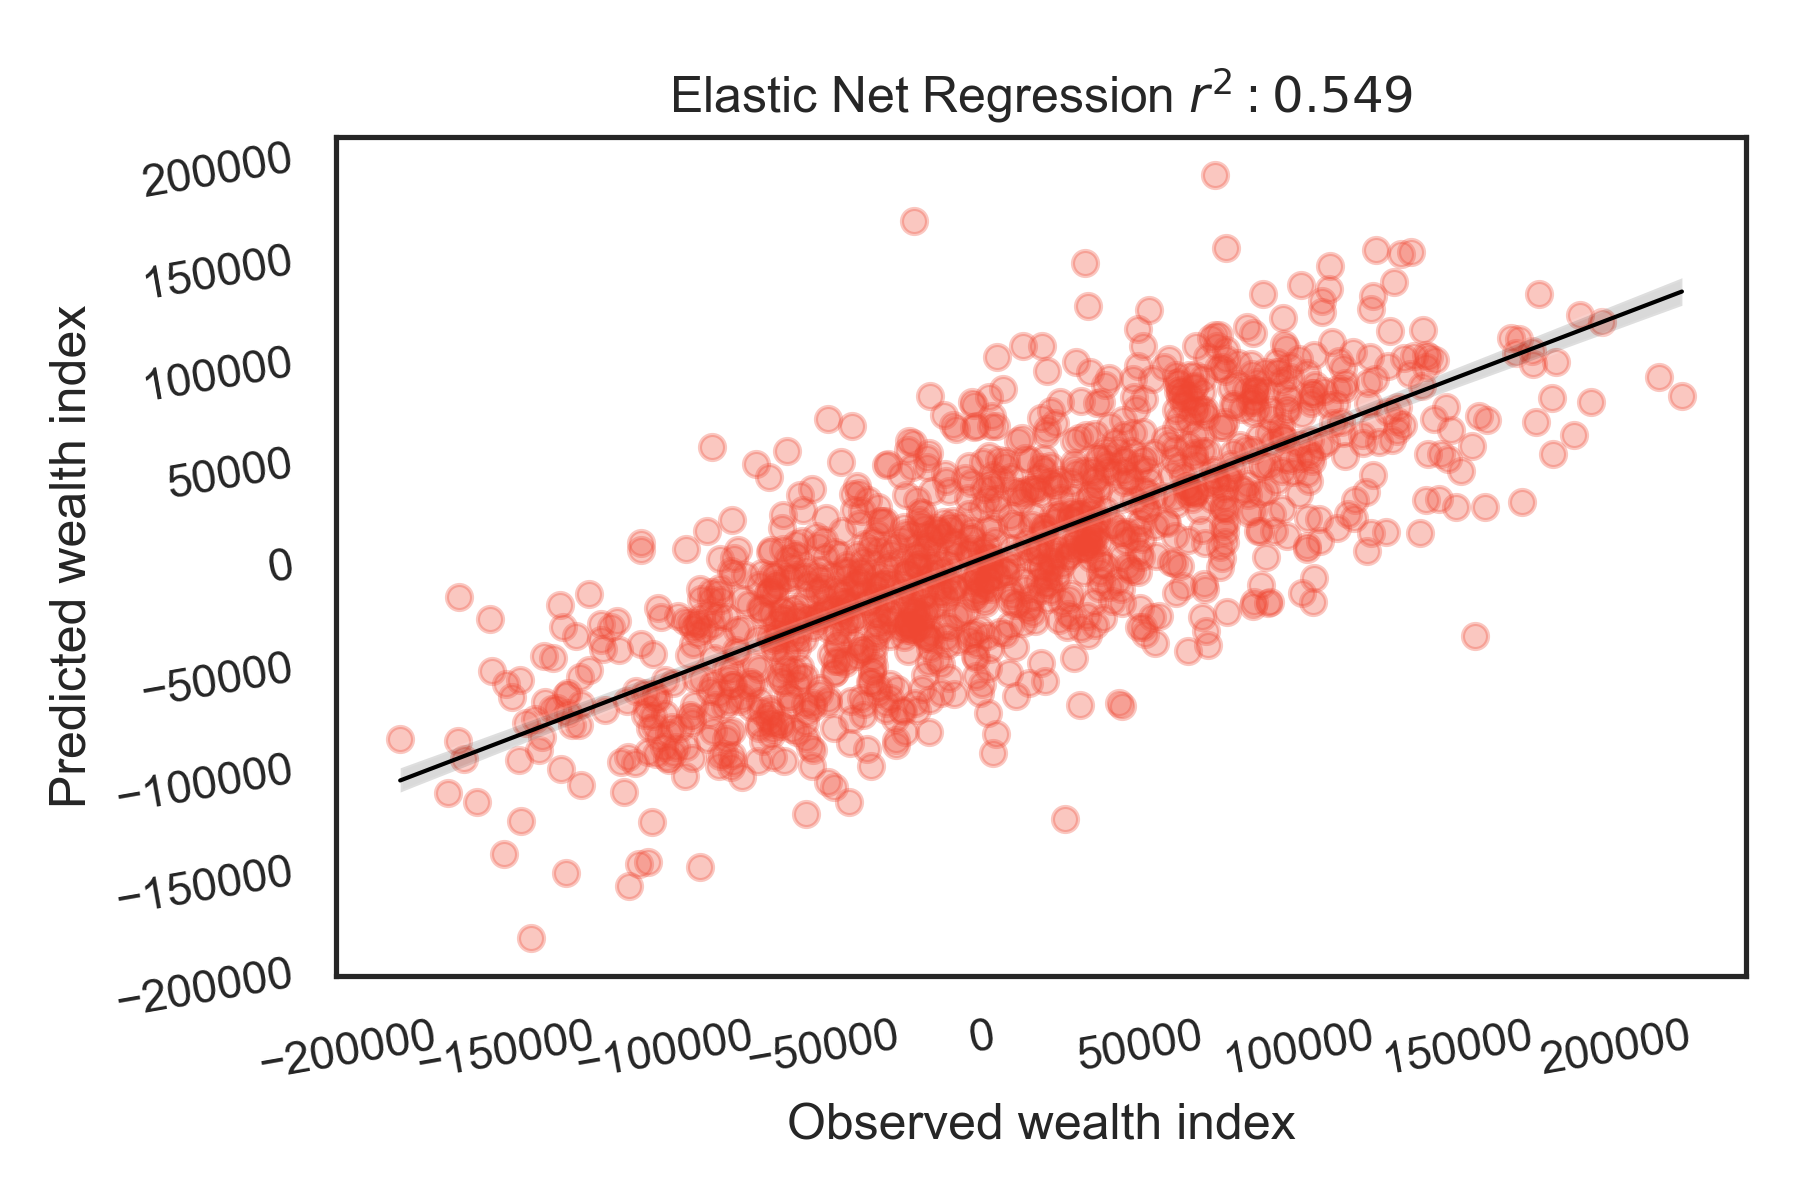 Elastic Net Regression r² : 0.549
200000
150000
100000
50000
0
−50000
−100000
−150000
−200000
Predicted wealth index
−200000 −150000 −100000 −50000 0 50000 100000 150000 200000
Observed wealth index